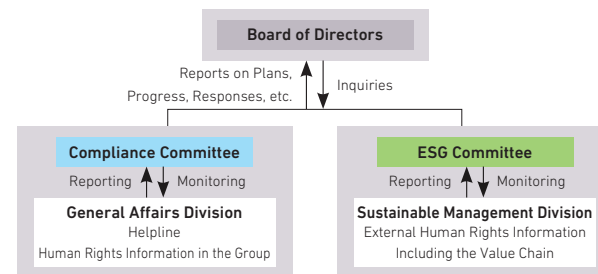 Board of Directors
Reports on Plans,
Progress, Responses, etc.
Inquiries
Compliance Committee
Reporting
Monitoring
General Affairs Division
Helpline
Human Rights Information in the Group
ESG Committee
Reporting
Monitoring
Sustainable Management Division
External Human Rights Information
Including the Value Chain